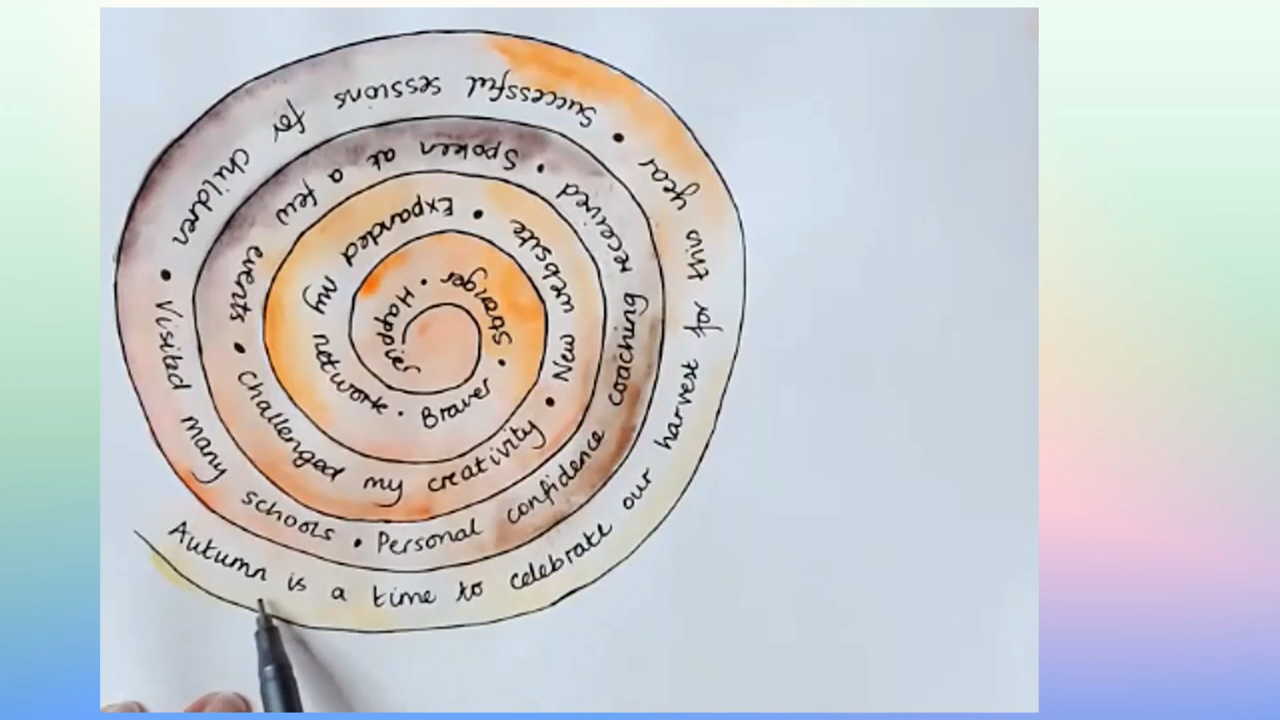 Autumn is a time to celebrate our harvest for this year • Successful sessions for children • Visited many schools • Personal confidence coaching received • Spoken at a few events • Challenged my creativity • New website • Expanded my network • Braver • Stronger • Happier